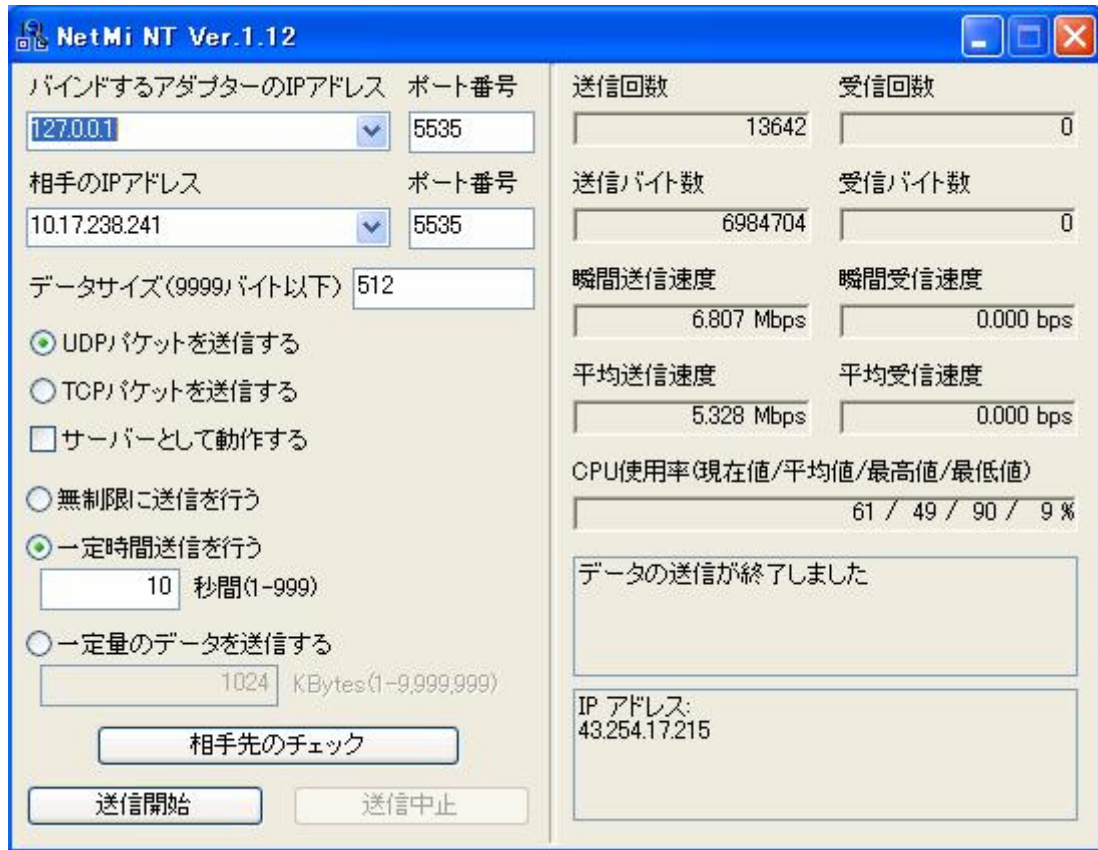 NetMi NT Ver.1.12
バインドするアダプターのIPアドレス ポート番号
127.0.0.1 5535
相手のIPアドレス ポート番号
10.17.238.241 5535
データサイズ(9999バイト以下) 512
UDPパケットを送信する
TCPパケットを送信する
サーバーとして動作する
無制限に送信を行う
一定時間送信を行う
10 秒間(1-999)
一定量のデータを送信する
1024 KBytes(1-9,999,999)
相手先のチェック
送信開始 送信中止
送信回数 受信回数
13642 0
送信バイト数 受信バイト数
6984704 0
瞬間送信速度 瞬間受信速度
6.807 Mbps 0.000 bps
平均送信速度 平均受信速度
5.328 Mbps 0.000 bps
CPU使用率(現在値/平均値/最高値/最低値)
61 / 49 / 90 / 9 %
データの送信が終了しました
IP アドレス:
43.254.17.215